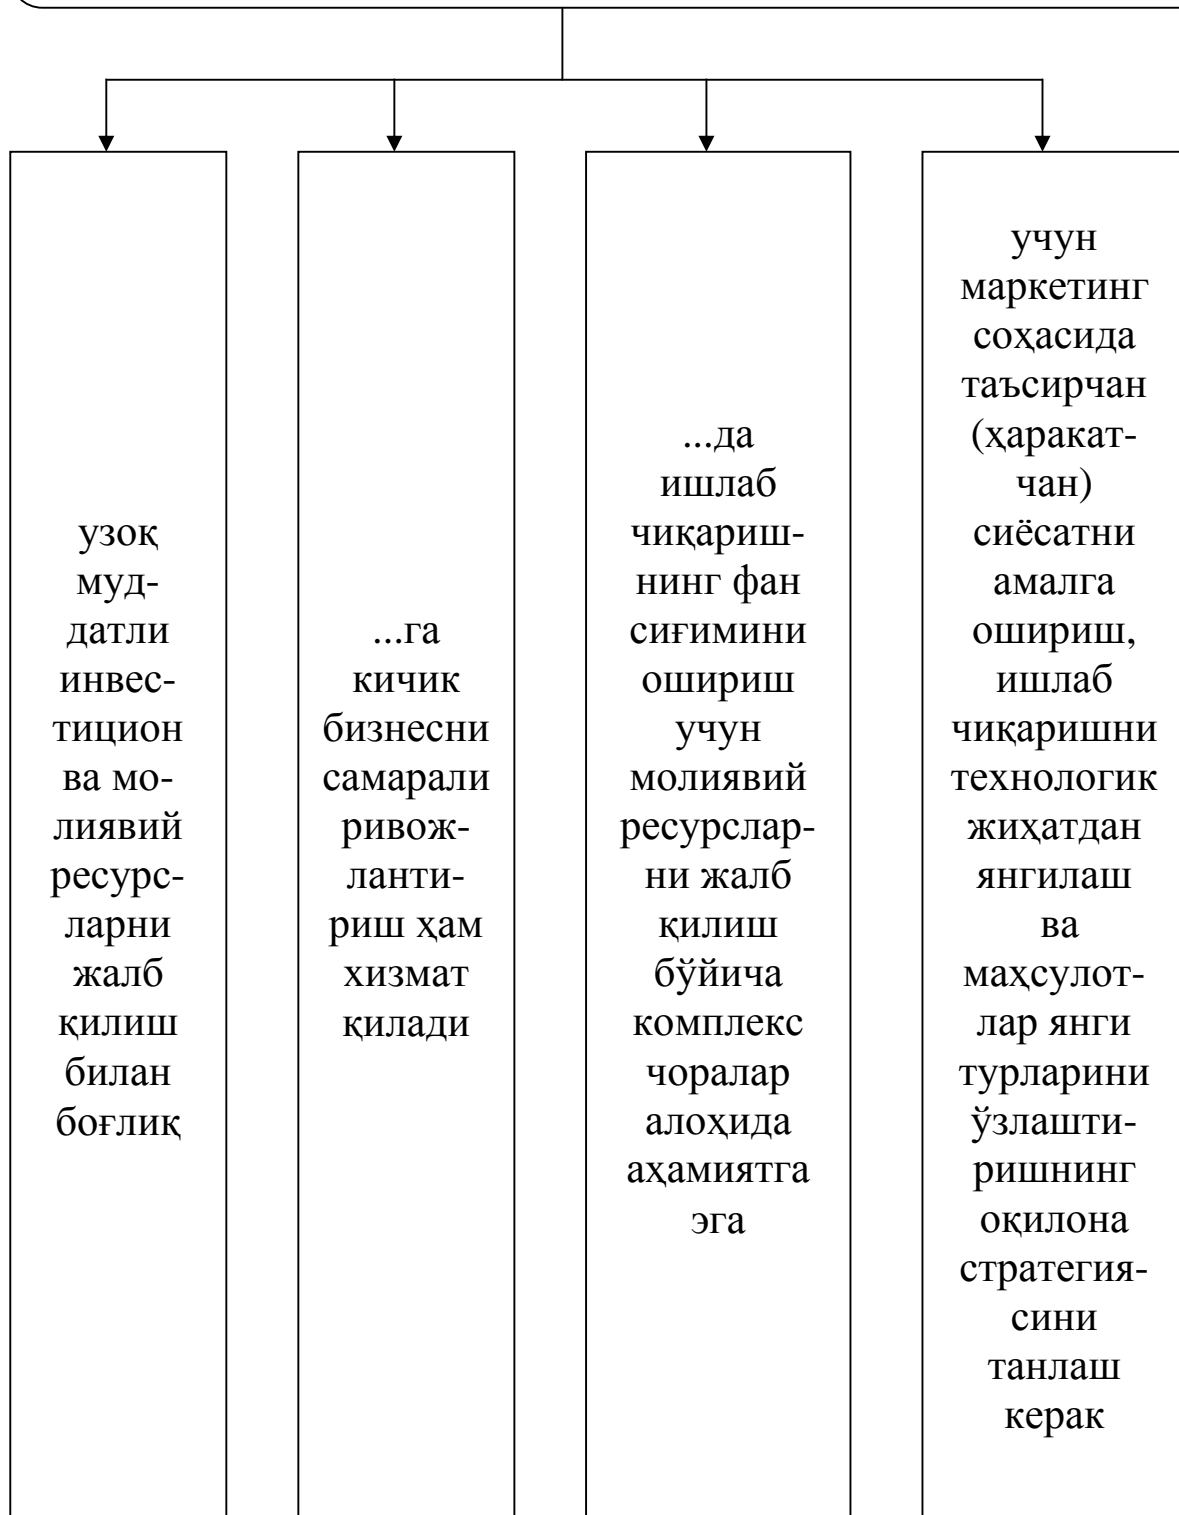 узоқ
муд-
датли
инвес-
тицион
ва мо-
лиявий
ресурс-
ларни
жалб
қилиш
билан
боғлиқ
...га
кичик
бизнесни
самарали
ривож-
ланти-
риш ҳам
хизмат
қилади
...да
ишлаб
чиқариш-
нинг фан
сиғимини
ошириш
учун
молиявий
ресурслар-
ни жалб
қилиш
бўйича
комплекс
чоралар
алоҳида
аҳамиятга
эга
учун
маркетинг
соҳасида
таъсирчан
(ҳаракат-
чан)
сиёсатни
амалга
ошириш,
ишлаб
чиқаришни
технологик
жиҳатдан
янгилаш
ва
маҳсулот-
лар янги
турларини
ўзлашти-
ришнинг
оқилона
стратегия-
сини
танлаш
керак